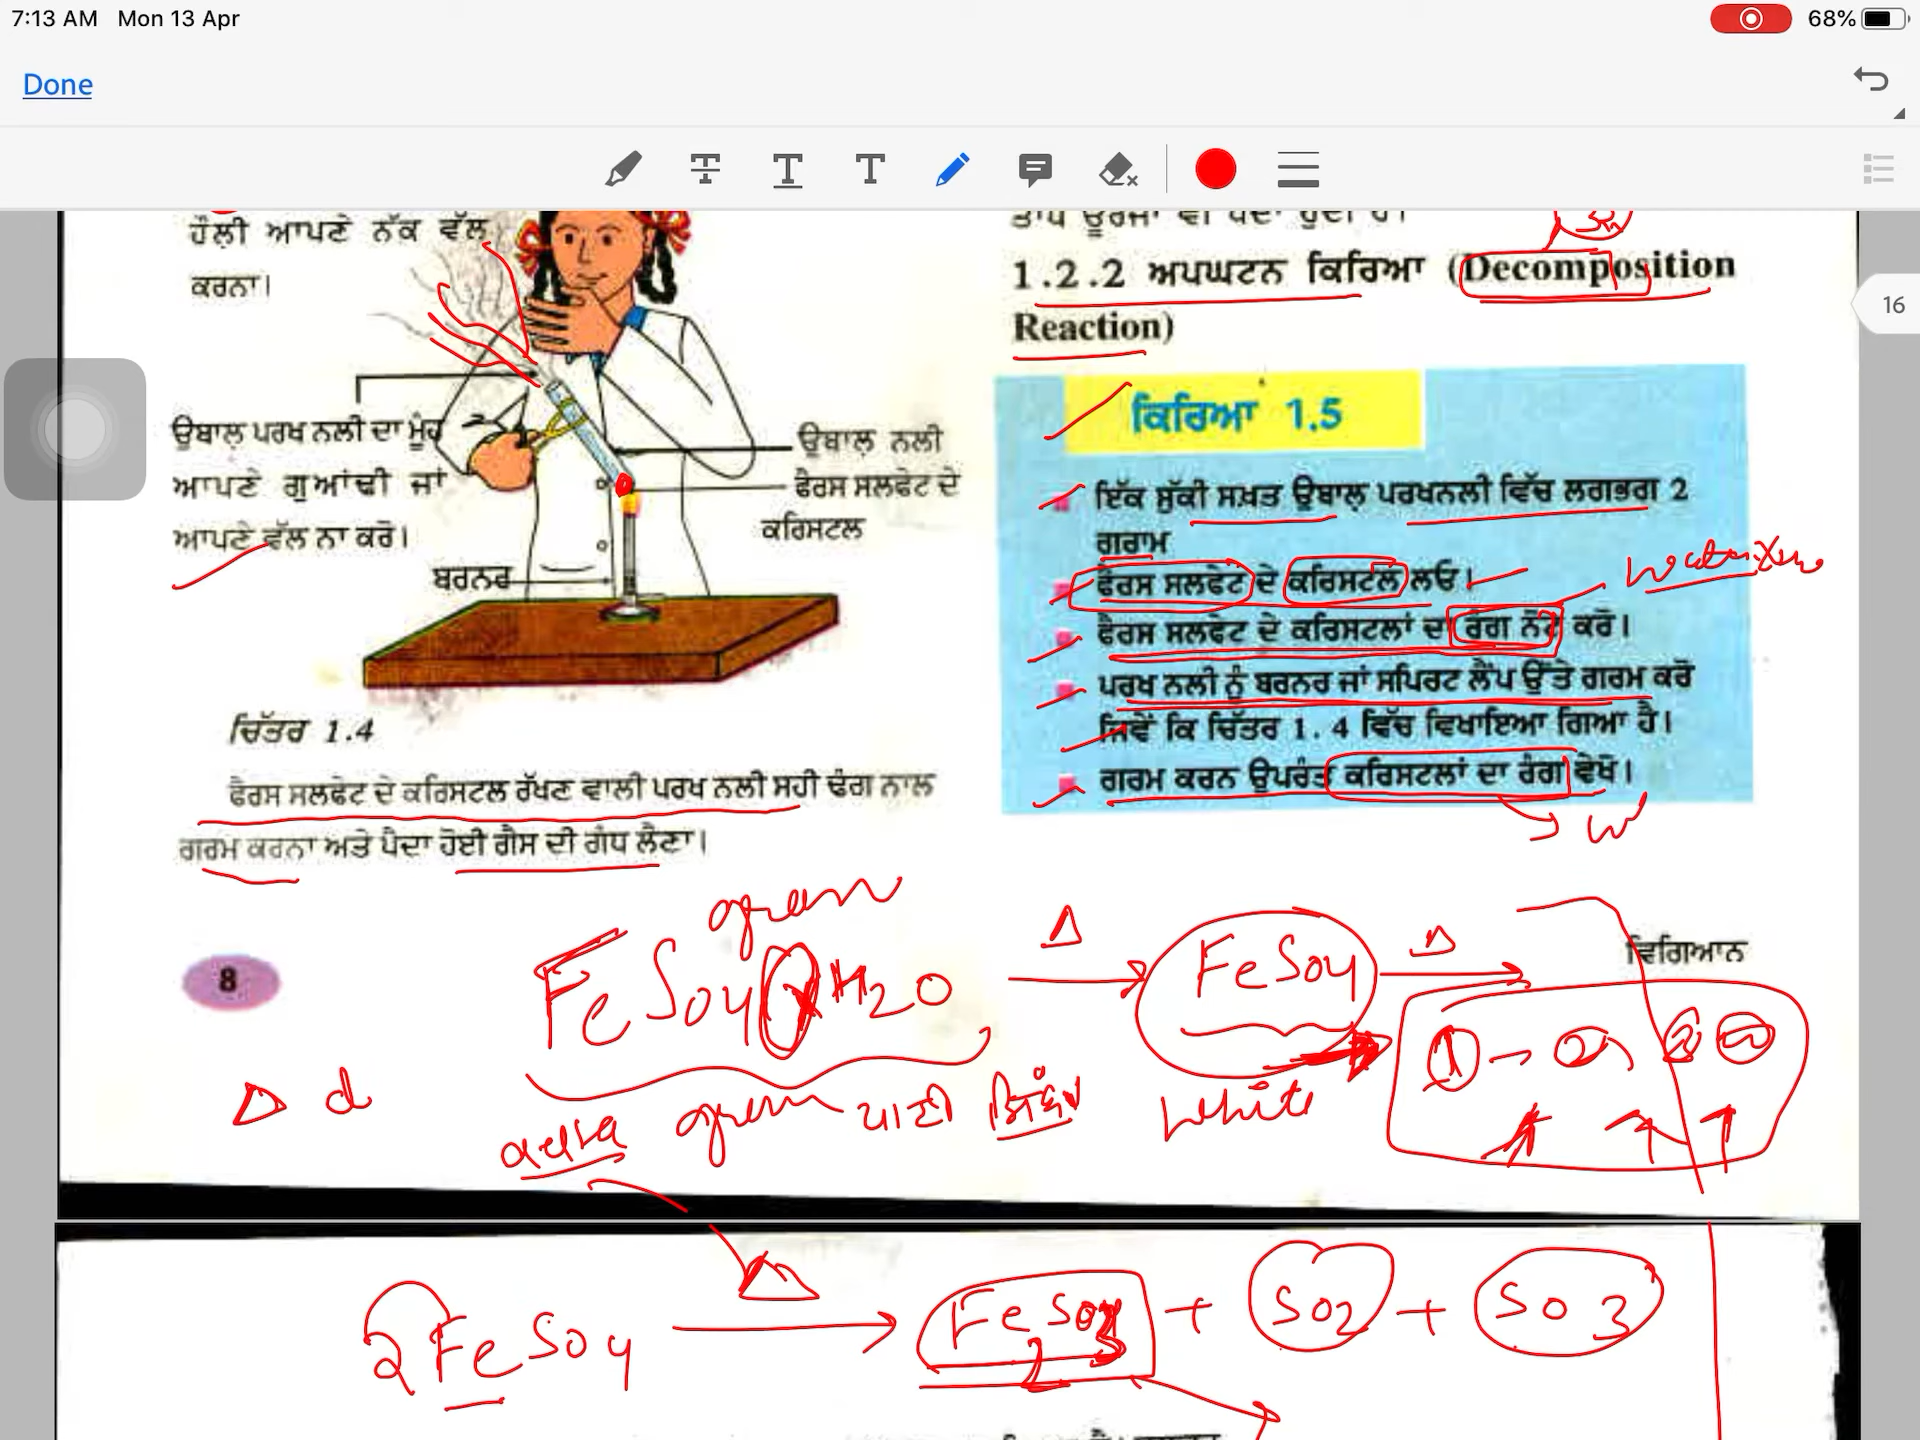 7:13 AM Mon 13 Apr
68%
Done
16
ਹੌਲੀ ਆਪਣੇ ਨੱਕ ਵੱਲ
ਕਰਨਾ।
ਉਬਾਲ਼ ਪਰਖ ਨਲੀ ਦਾ ਮੂੰਹ
ਆਪਣੇ ਗੁਆਂਢੀ ਜਾਂ
ਆਪਣੇ ਵੱਲ ਨਾ ਕਰੋ।
ਉਬਾਲ਼ ਨਲੀ
ਫੈਰਸ ਸਲਫੇਟ ਦੇ
ਕਰਿਸਟਲ
ਬਰਨਰ
ਚਿੱਤਰ 1.4
ਫੈਰਸ ਸਲਫੇਟ ਦੇ ਕਰਿਸਟਲ ਰੱਖਣ ਵਾਲੀ ਪਰਖ ਨਲੀ ਸਹੀ ਢੰਗ ਨਾਲ
ਗਰਮ ਕਰਨਾ ਅਤੇ ਪੈਦਾ ਹੋਈ ਗੈਸ ਦੀ ਗੰਧ ਲੈਣਾ।
8
ਤਾਪ ਊਰਜਾ ਵੀ ਪੈਦਾ ਹੁੰਦੀ ਹੈ।
1.2.2 ਅਪਘਟਨ ਕਿਰਿਆ (Decomposition
Reaction)
ਕਿਰਿਆ 1.5
ਇੱਕ ਸੁੱਕੀ ਸਖ਼ਤ ਉਬਾਲ਼ ਪਰਖਨਲੀ ਵਿੱਚ ਲਗਭਗ 2
ਗਰਾਮ
ਫੈਰਸ ਸਲਫੇਟ ਦੇ ਕਰਿਸਟਲ ਲਓ।
ਫੈਰਸ ਸਲਫੇਟ ਦੇ ਕਰਿਸਟਲਾਂ ਦਾ ਰੰਗ ਨੋਟ ਕਰੋ।
ਪਰਖ ਨਲੀ ਨੂੰ ਬਰਨਰ ਜਾਂ ਸਪਿਰਟ ਲੈਂਪ ਉੱਤੇ ਗਰਮ ਕਰੋ
ਜਿਵੇਂ ਕਿ ਚਿੱਤਰ 1.4 ਵਿੱਚ ਵਿਖਾਇਆ ਗਿਆ ਹੈ।
ਗਰਮ ਕਰਨ ਉਪਰੰਤ ਕਰਿਸਟਲਾਂ ਦਾ ਰੰਗ ਵੇਖੋ।
W
ਵਿਗਿਆਨ
green
FeSO4 H2O Δ FeSO4 Δ
Δ d
green ਪਾਣੀ
white
2FeSO4 + SO2 + SO3